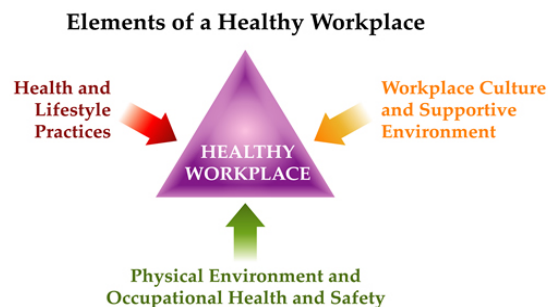 Elements of a Healthy Workplace
Health and
Lifestyle
Practices
Workplace Culture
and Supportive
Environment
HEALTHY
WORKPLACE
Physical Environment and
Occupational Health and Safety